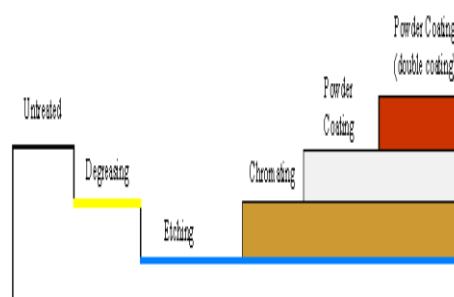 Untreated
Degreasing
Etching
Chromating
Powder
Coating
Powder Coating
(double coating)